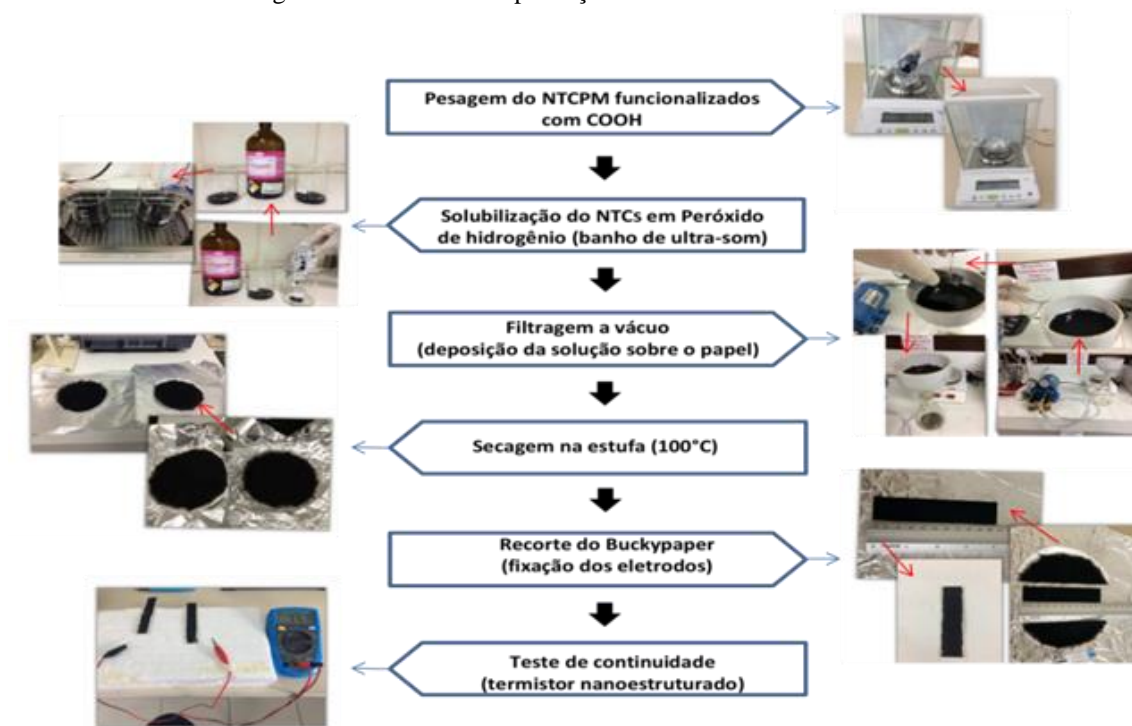 Pesagem do NTCPM funcionalizados
com COOH
Solubilização do NTCs em Peróxido
de hidrogênio (banho de ultra-som)
Filtragem a vácuo
(deposição da solução sobre o papel)
Secagem na estufa (100°C)
Recorte do Buckypaper
(fixação dos eletrodos)
Teste de continuidade
(termistor nanoestruturado)